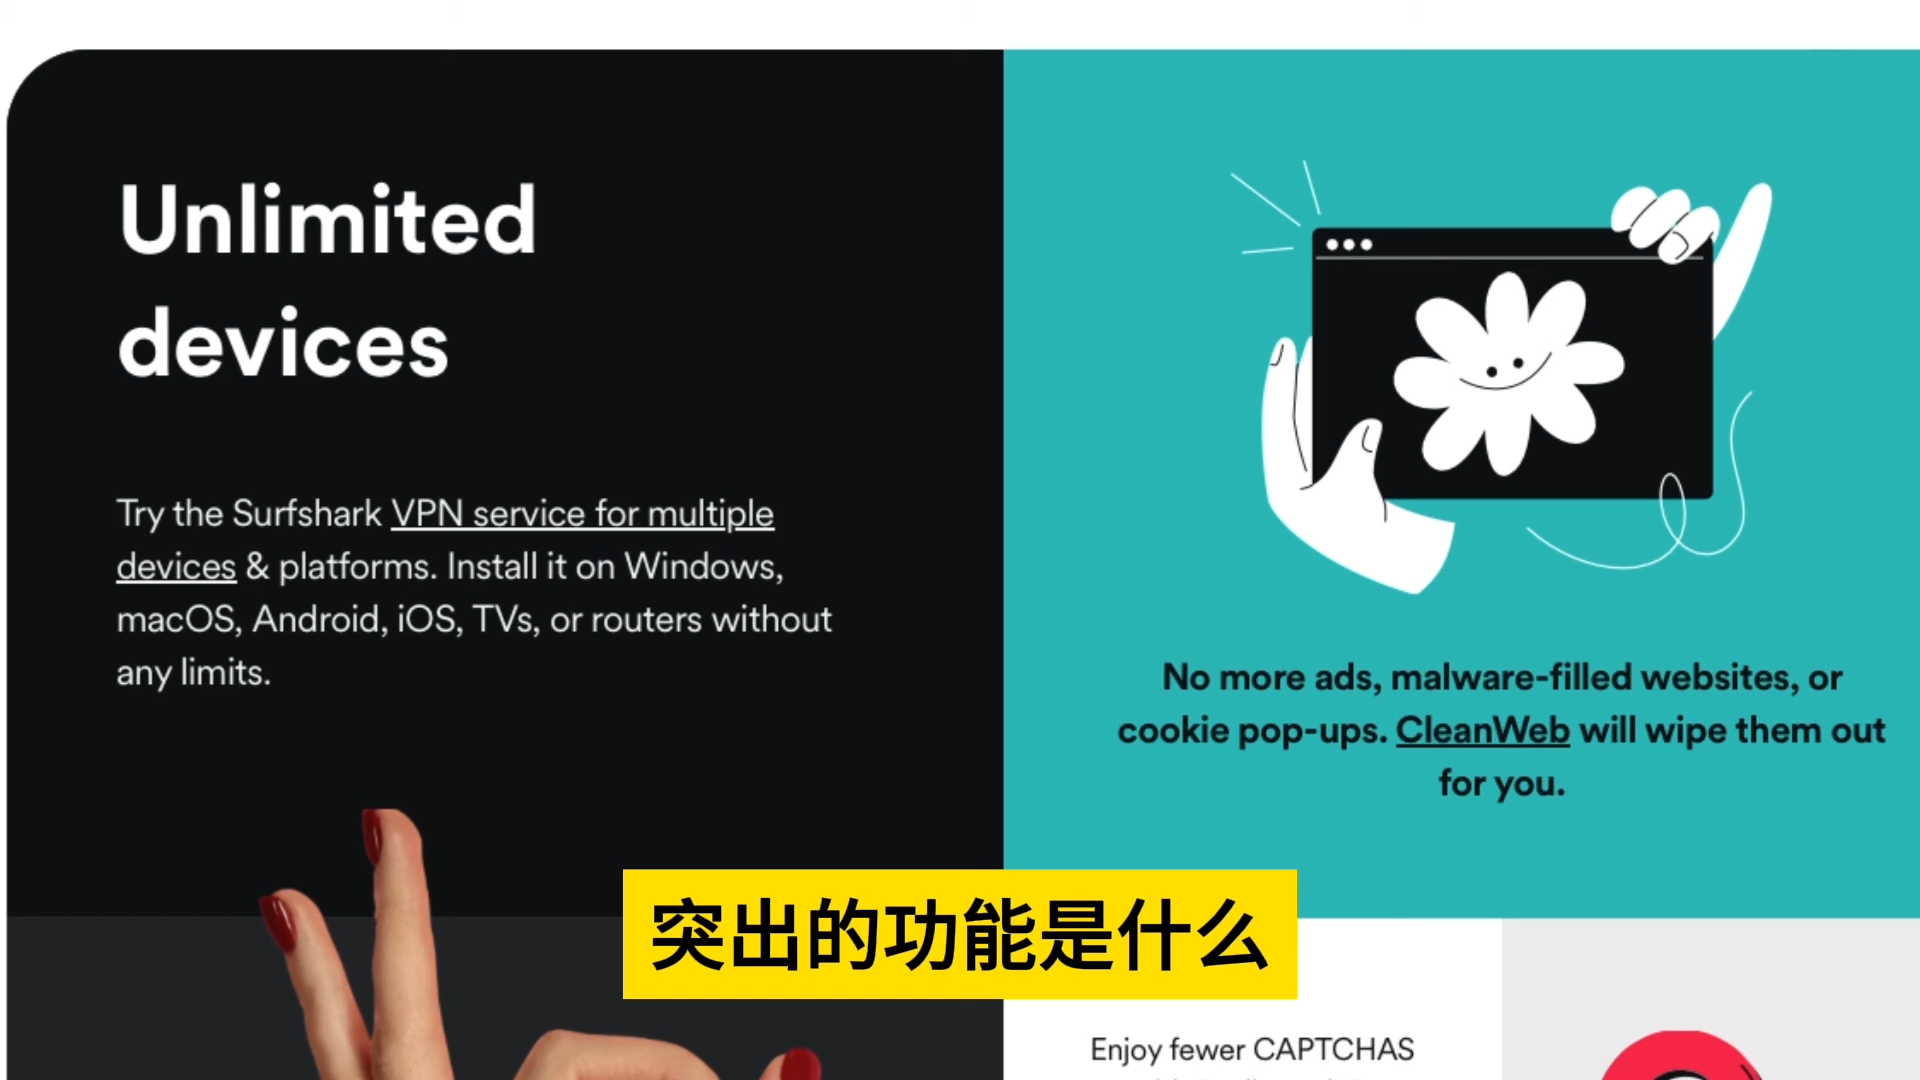 Unlimited
devices
Try the Surfshark VPN service for multiple
devices & platforms. Install it on Windows,
macOS, Android, iOS, TVs, or routers without
any limits.
No more ads, malware-filled websites, or
cookie pop-ups. CleanWeb will wipe them out
for you.
突出的功能是什么
Enjoy fewer CAPTCHAS